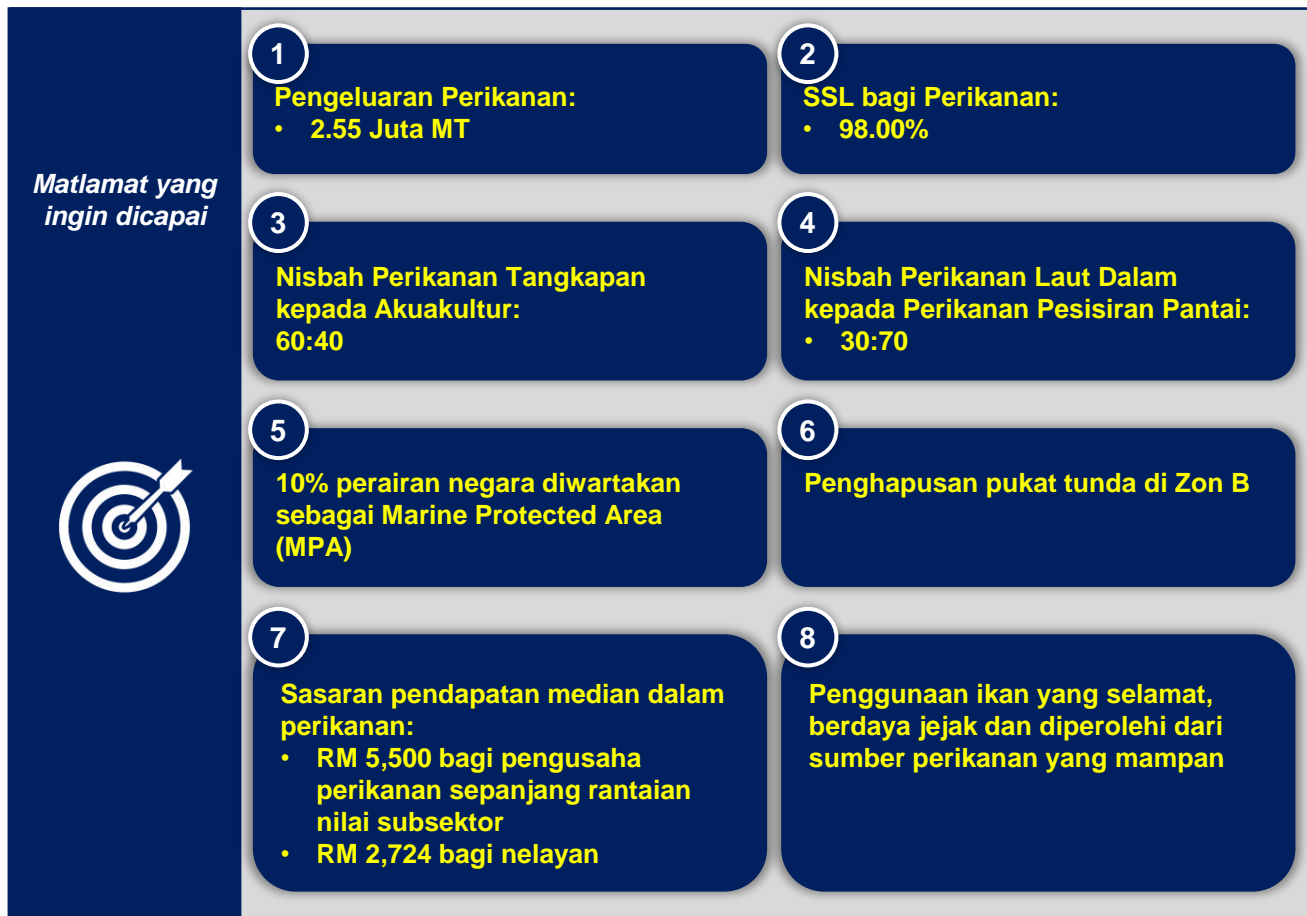 Matlamat yang
ingin dicapai
1
Pengeluaran Perikanan:
• 2.55 Juta MT
2
SSL bagi Perikanan:
• 98.00%
3
Nisbah Perikanan Tangkapan
kepada Akuakultur:
60:40
4
Nisbah Perikanan Laut Dalam
kepada Perikanan Pesisiran Pantai:
• 30:70
5
10% perairan negara diwartakan
sebagai Marine Protected Area
(MPA)
6
Penghapusan pukat tunda di Zon B
7
Sasaran pendapatan median dalam
perikanan:
• RM 5,500 bagi pengusaha
perikanan sepanjang rantaian
nilai subsektor
• RM 2,724 bagi nelayan
8
Penggunaan ikan yang selamat,
berdaya jejak dan diperolehi dari
sumber perikanan yang mampan